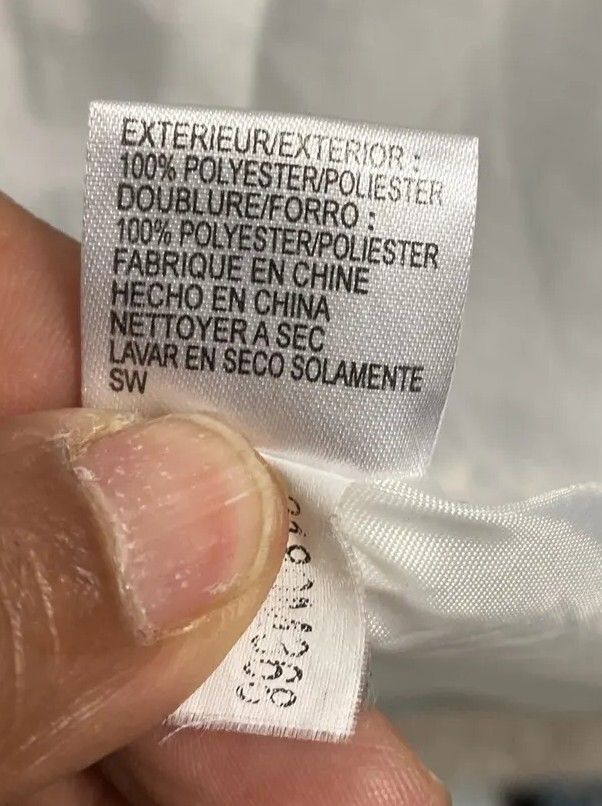 EXTERIEUR/EXTERIOR :
100% POLYESTER/POLIESTER
DOUBLURE/FORRO :
100% POLYESTER/POLIESTER
FABRIQUE EN CHINE
HECHO EN CHINA
NETTOYER A SEC
LAVAR EN SECO SOLAMENTE
SW